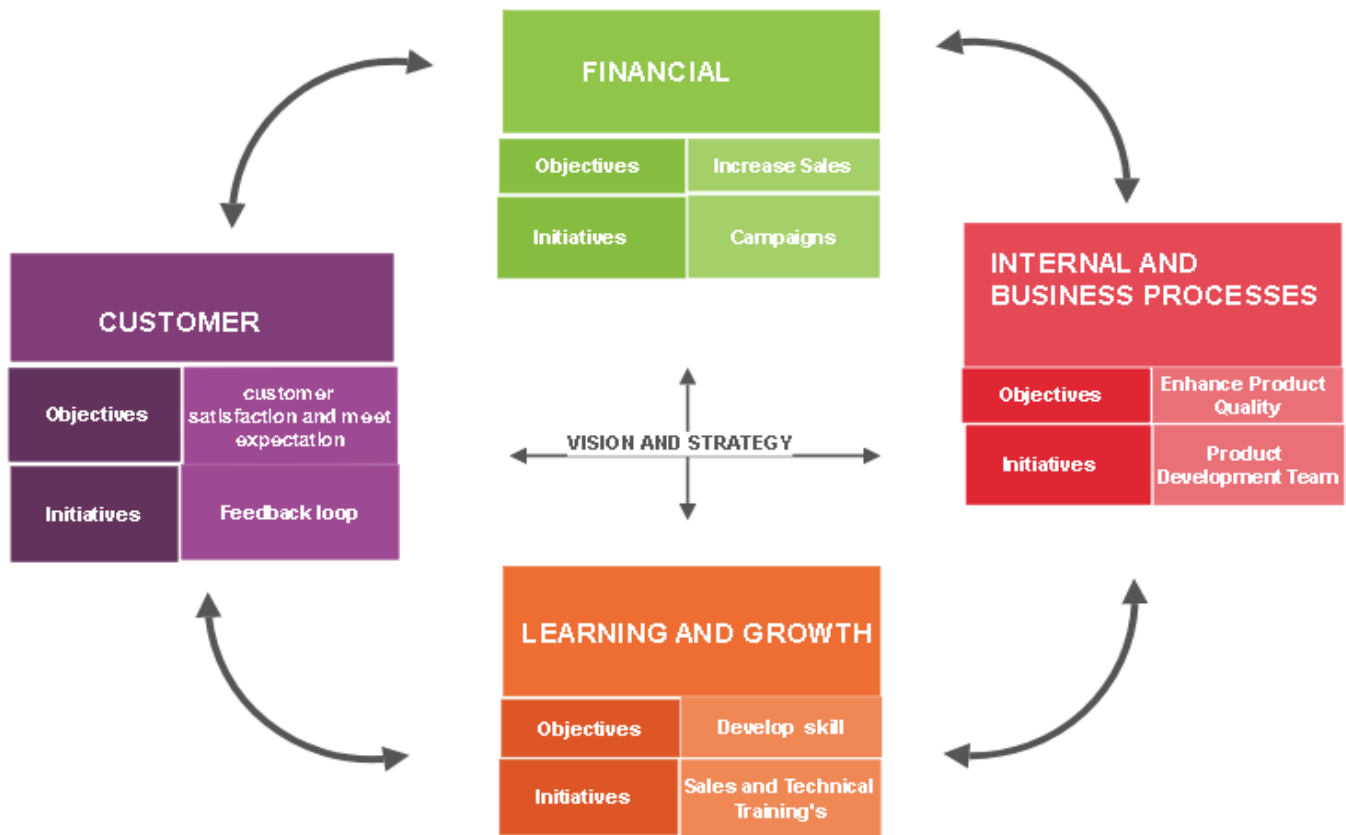 FINANCIAL
Objectives
Increase Sales
Initiatives
Campaigns
CUSTOMER
Objectives
customer
satisfaction and meet
expectation
Initiatives
Feedback loop
VISION AND STRATEGY
INTERNAL AND
BUSINESS PROCESSES
Objectives
Enhance Product
Quality
Initiatives
Product
Development Team
LEARNING AND GROWTH
Objectives
Develop skill
Initiatives
Sales and Technical
Training's